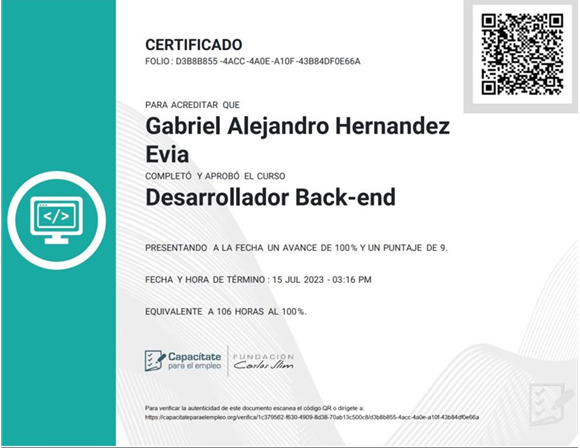 CERTIFICADO
FOLIO : D3B8B855 -4ACC -4A0E -A10F -43B84DF0E66A
PARA ACREDITAR QUE
Gabriel Alejandro Hernandez
Evia
COMPLETÓ Y APROBÓ EL CURSO
Desarrollador Back-end
PRESENTANDO A LA FECHA UN AVANCE DE 100% Y UN PUNTAJE DE 9.
FECHA Y HORA DE TÉRMINO : 15 JUL 2023 - 03:16 PM
EQUIVALENTE A 106 HORAS AL 100%.
Capacítate
para el empleo
FUNDACIÓN
Carlos Slim
Para verificar la autenticidad de este documento escanea el código QR o dirígete a:
https://capacitateparaelempleo.org/verifica/1c379562-f630-4909-8d38-70ab13c500c8/d3b8b855-4acc-4a0e-a10f-43b84df0e66a